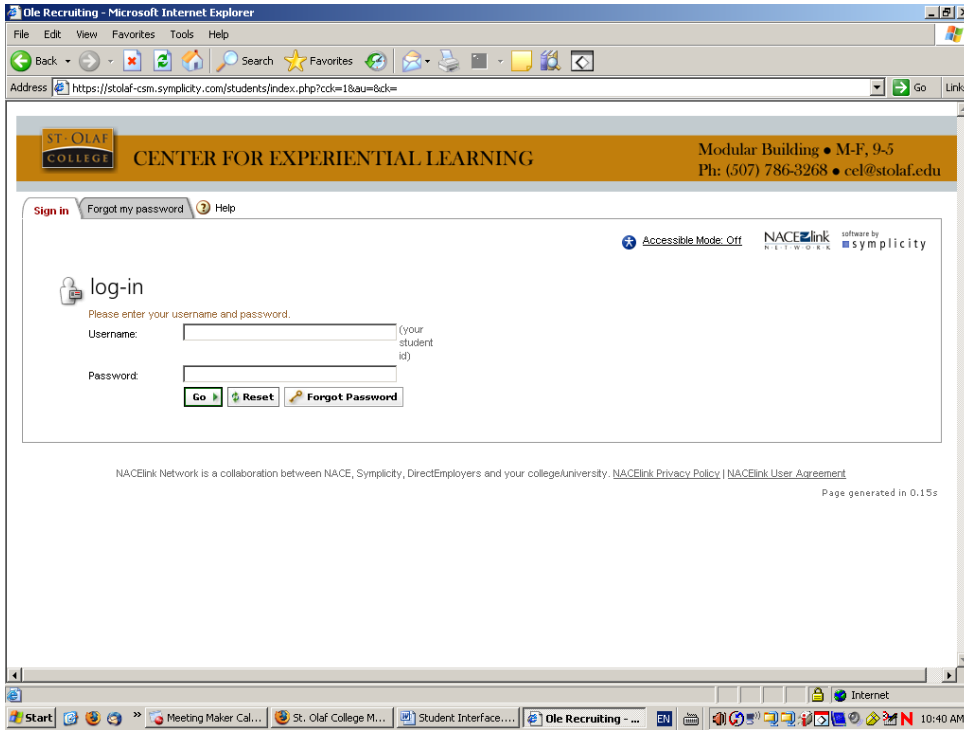 Ole Recruiting - Microsoft Internet Explorer
File Edit View Favorites Tools Help
Back Search Favorites
Address https://stolaf-csm.symplicity.com/students/index.php?cck=1&au=&ck= Go Links
ST·OLAF
COLLEGE
CENTER FOR EXPERIENTIAL LEARNING
Modular Building ● M-F, 9-5
Ph: (507) 786-3268 ● cel@stolaf.edu
Sign in Forgot my password ? Help
Accessible Mode: Off NACElink NETWORK software by symplicity
log-in
Please enter your username and password.
Username: (your
student
id)
Password:
Go Reset Forgot Password
NACElink Network is a collaboration between NACE, Symplicity, DirectEmployers and your college/university. NACElink Privacy Policy | NACElink User Agreement
Page generated in 0.15s
Internet
Start » Meeting Maker Cal... St. Olaf College M... Student Interface.... Ole Recruiting - ... EN 10:40 AM